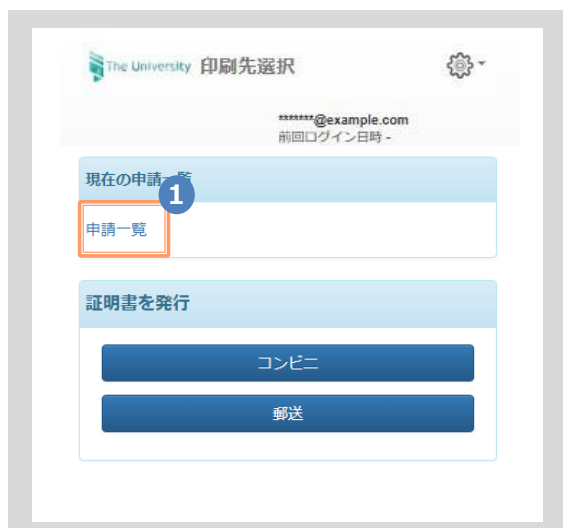 The University 印刷先選択
*******@example.com
前回ログイン日時 -
現在の申請一覧
1
申請一覧
証明書を発行
コンビニ
郵送